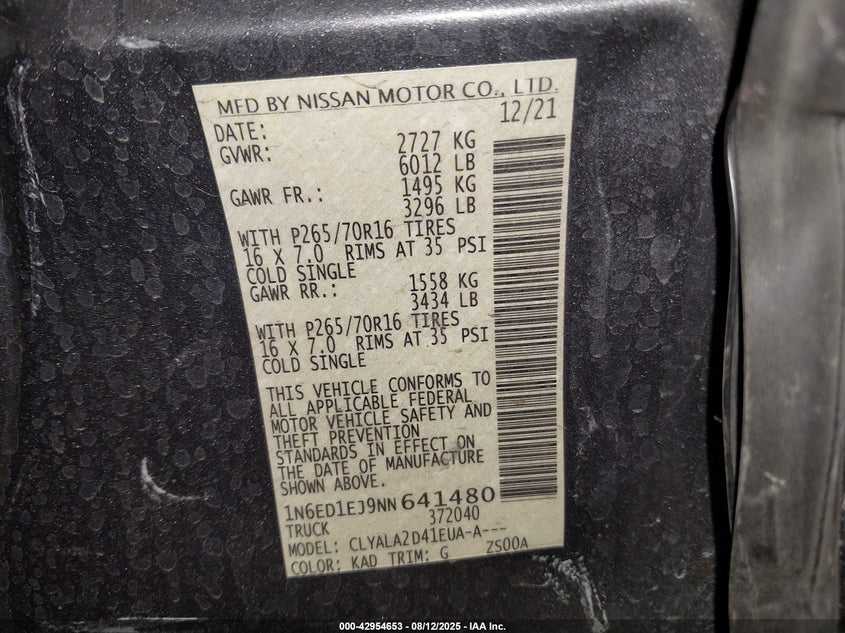 MFD BY NISSAN MOTOR CO., LTD.
DATE: 12/21
GVWR: 2727 KG
6012 LB
GAWR FR.: 1495 KG
3296 LB
WITH P265/70R16 TIRES
16 X 7.0 RIMS AT 35 PSI
COLD SINGLE
GAWR RR.: 1558 KG
3434 LB
WITH P265/70R16 TIRES
16 X 7.0 RIMS AT 35 PSI
COLD SINGLE
THIS VEHICLE CONFORMS TO
ALL APPLICABLE FEDERAL
MOTOR VEHICLE SAFETY AND
THEFT PREVENTION
STANDARDS IN EFFECT ON
THE DATE OF MANUFACTURE
SHOWN ABOVE.
1N6ED1EJ9NN641480
TRUCK 372040
MODEL: CLYALA2D41EUA-A---
COLOR: KAD TRIM: G ZS00A
000-42954653 - 08/12/2025 - IAA Inc.